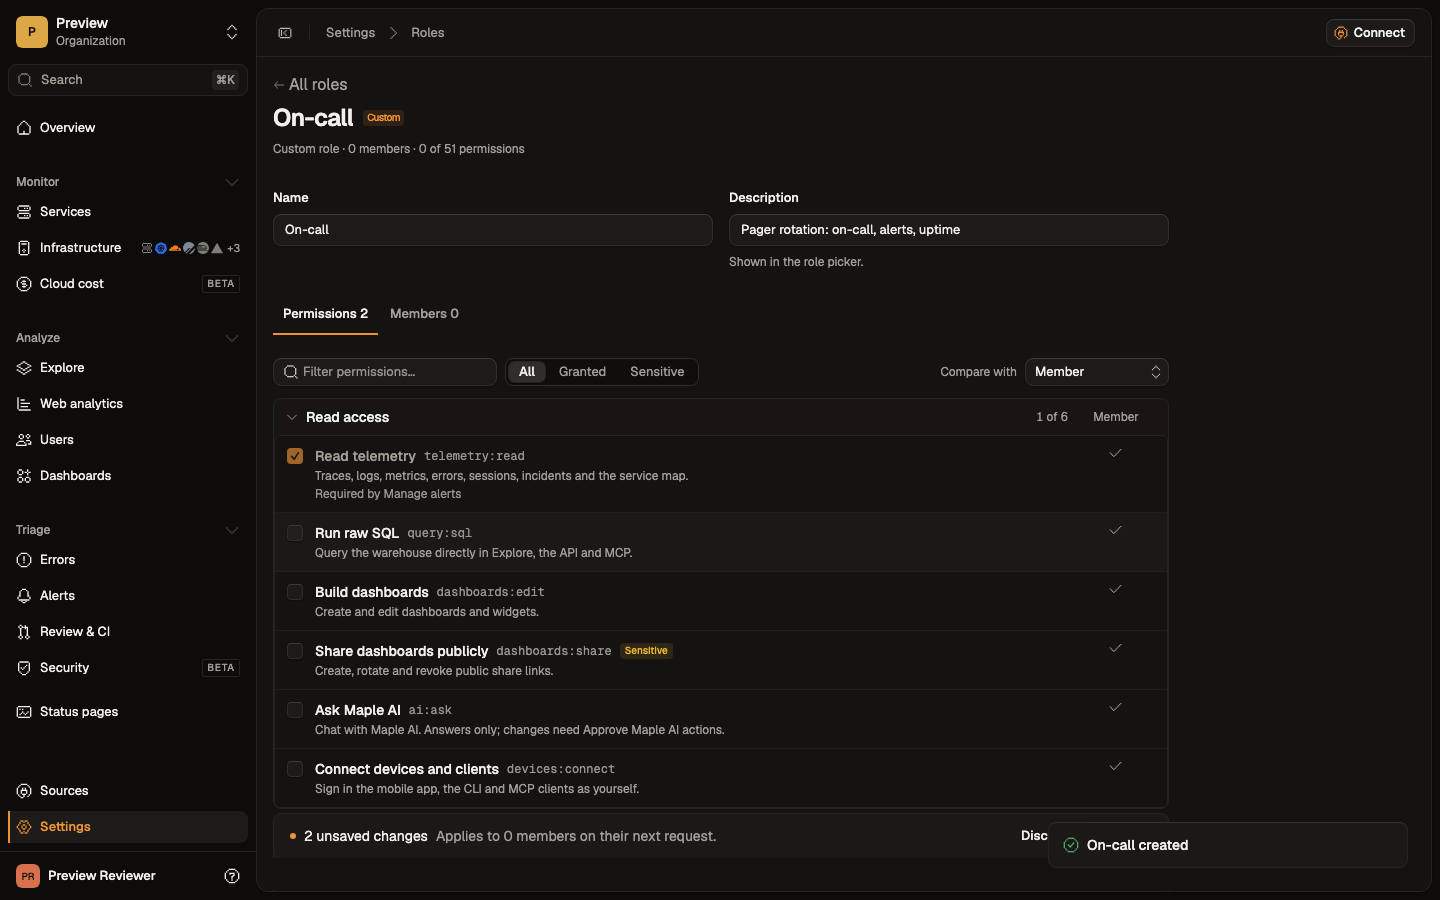 P
Preview
Organization
Search ⌘K
Overview
Monitor
Services
Infrastructure +3
Cloud cost BETA
Analyze
Explore
Web analytics
Users
Dashboards
Triage
Errors
Alerts
Review & CI
Security BETA
Status pages
Sources
Settings
PR Preview Reviewer
Settings Roles
Connect
← All roles
On-call Custom
Custom role · 0 members · 0 of 51 permissions
Name
On-call
Description
Pager rotation: on-call, alerts, uptime
Shown in the role picker.
Permissions 2 Members 0
Filter permissions... All Granted Sensitive Compare with Member
Read access 1 of 6 Member
Read telemetry telemetry:read
Traces, logs, metrics, errors, sessions, incidents and the service map.
Required by Manage alerts
Run raw SQL query:sql
Query the warehouse directly in Explore, the API and MCP.
Build dashboards dashboards:edit
Create and edit dashboards and widgets.
Share dashboards publicly dashboards:share Sensitive
Create, rotate and revoke public share links.
Ask Maple AI ai:ask
Chat with Maple AI. Answers only; changes need Approve Maple AI actions.
Connect devices and clients devices:connect
Sign in the mobile app, the CLI and MCP clients as yourself.
2 unsaved changes Applies to 0 members on their next request. Disc
On-call created